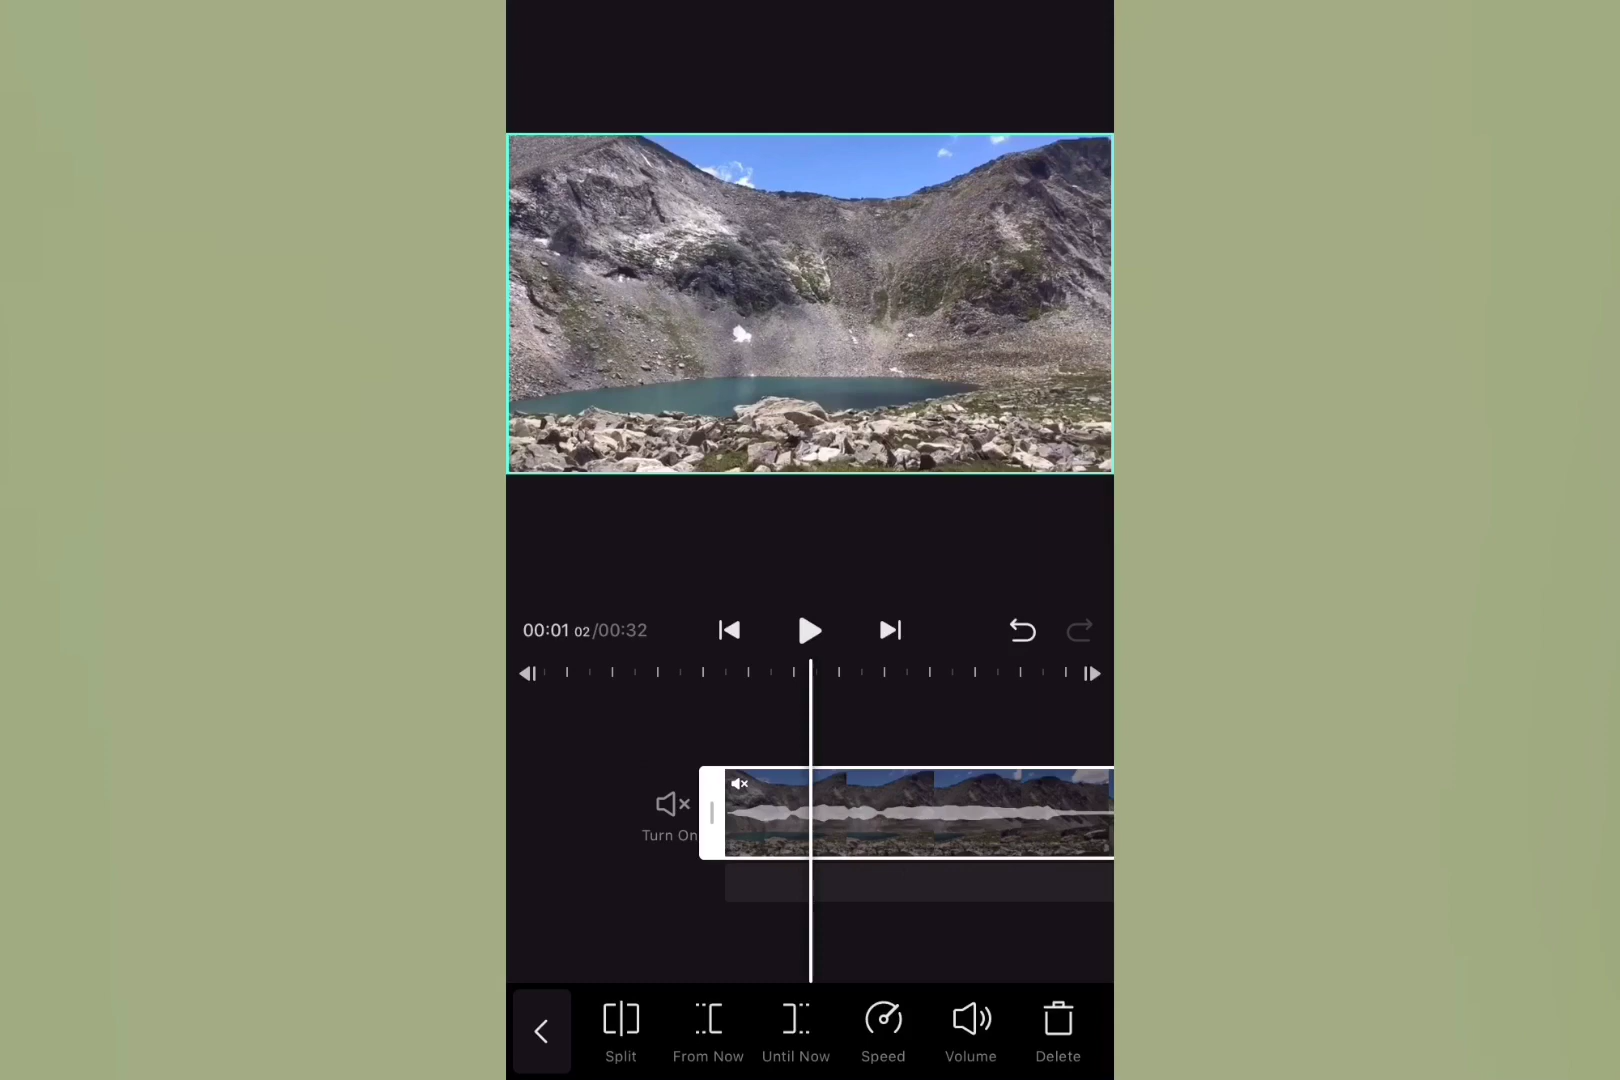 00:01 02 /00:32
Turn On
Split From Now Until Now Speed Volume Delete